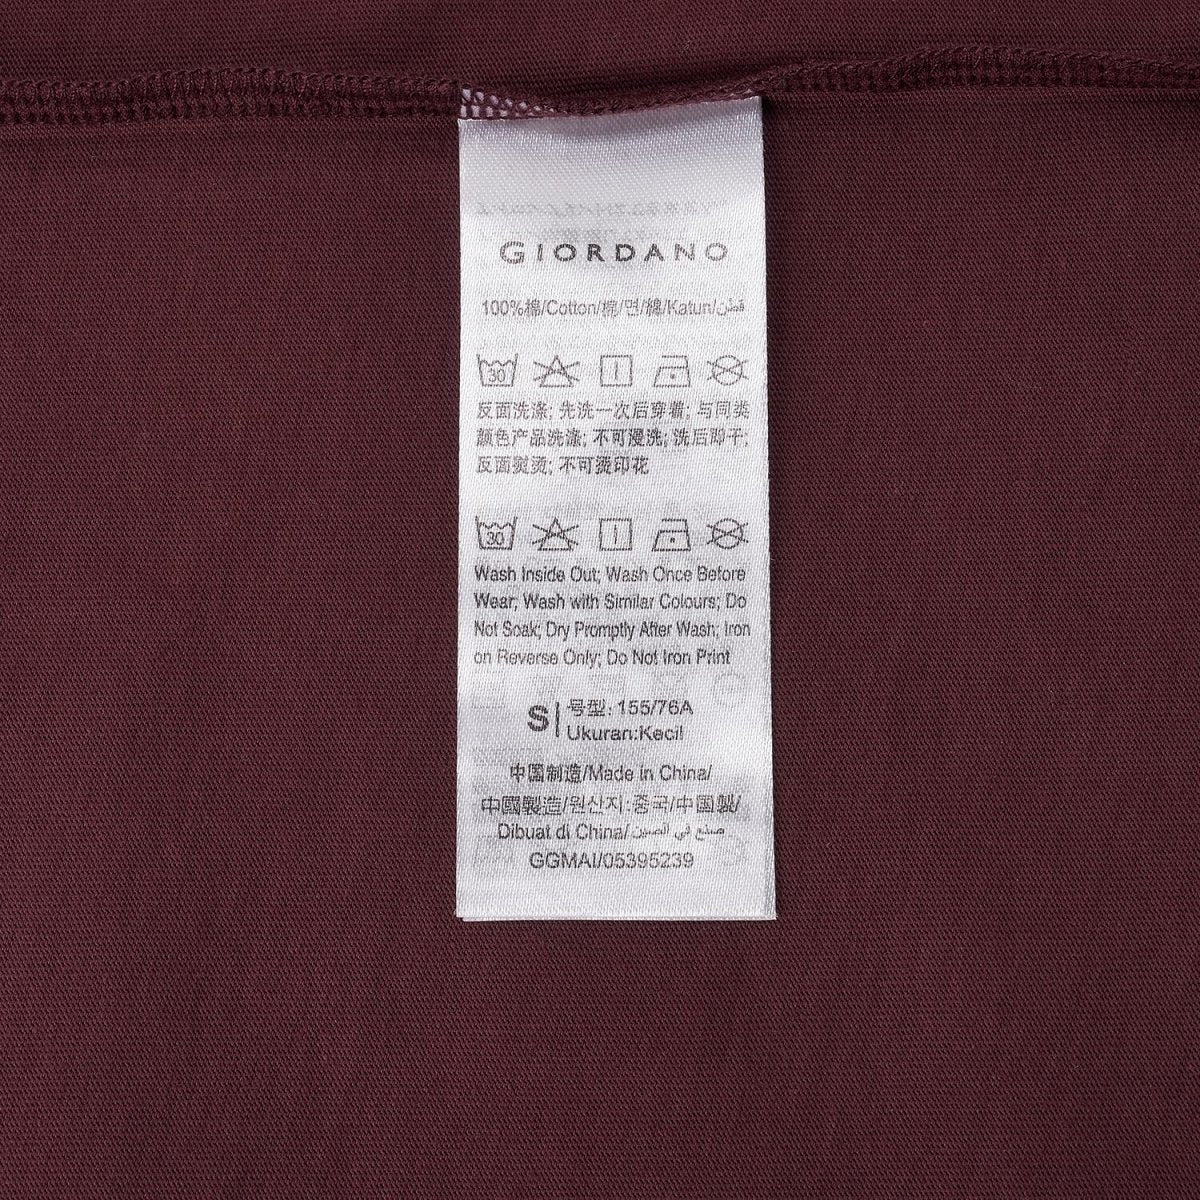 GIORDANO
100%棉/Cotton/棉/면/綿/Katun/قطن
30
反面洗涤; 先洗一次后穿着; 与同类
颜色产品洗涤; 不可浸洗; 洗后即干;
反面熨烫; 不可烫印花
30
Wash Inside Out; Wash Once Before
Wear; Wash with Similar Colours; Do
Not Soak; Dry Promptly After Wash; Iron
on Reverse Only; Do Not Iron Print
S|号型: 155/76A
Ukuran:Kecil
中国制造/Made in China/
中國製造/원산지:중국/中国製/
Dibuat di China/صنع في الصين
GGMAI/05395239